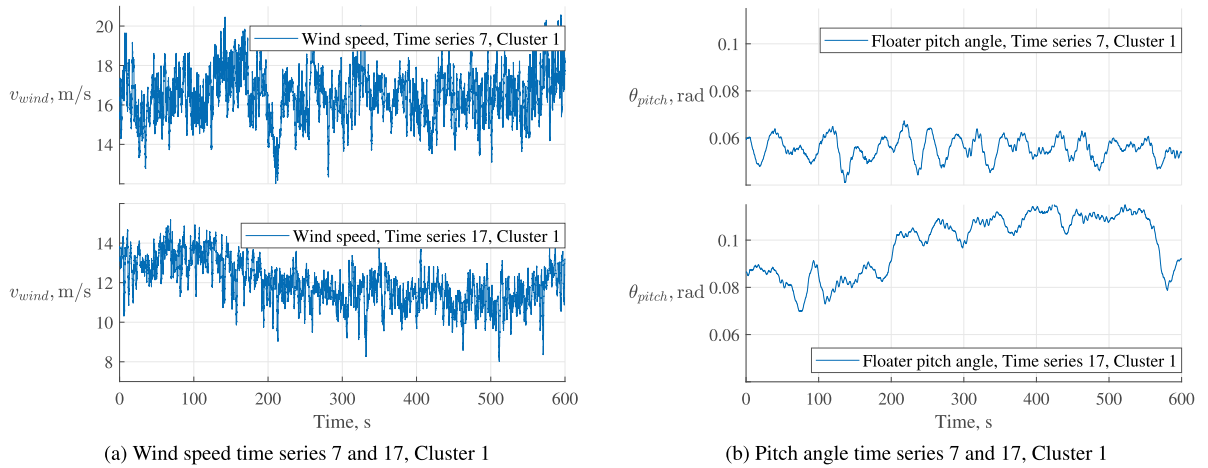 Wind speed, Time series 7, Cluster 1
v_wind, m/s
20
18
16
14
Wind speed, Time series 17, Cluster 1
v_wind, m/s
14
12
10
8
0 100 200 300 400 500 600
Time, s
(a) Wind speed time series 7 and 17, Cluster 1
Floater pitch angle, Time series 7, Cluster 1
θ_pitch, rad
0.1
0.08
0.06
θ_pitch, rad
0.1
0.08
0.06
Floater pitch angle, Time series 17, Cluster 1
0 100 200 300 400 500 600
Time, s
(b) Pitch angle time series 7 and 17, Cluster 1